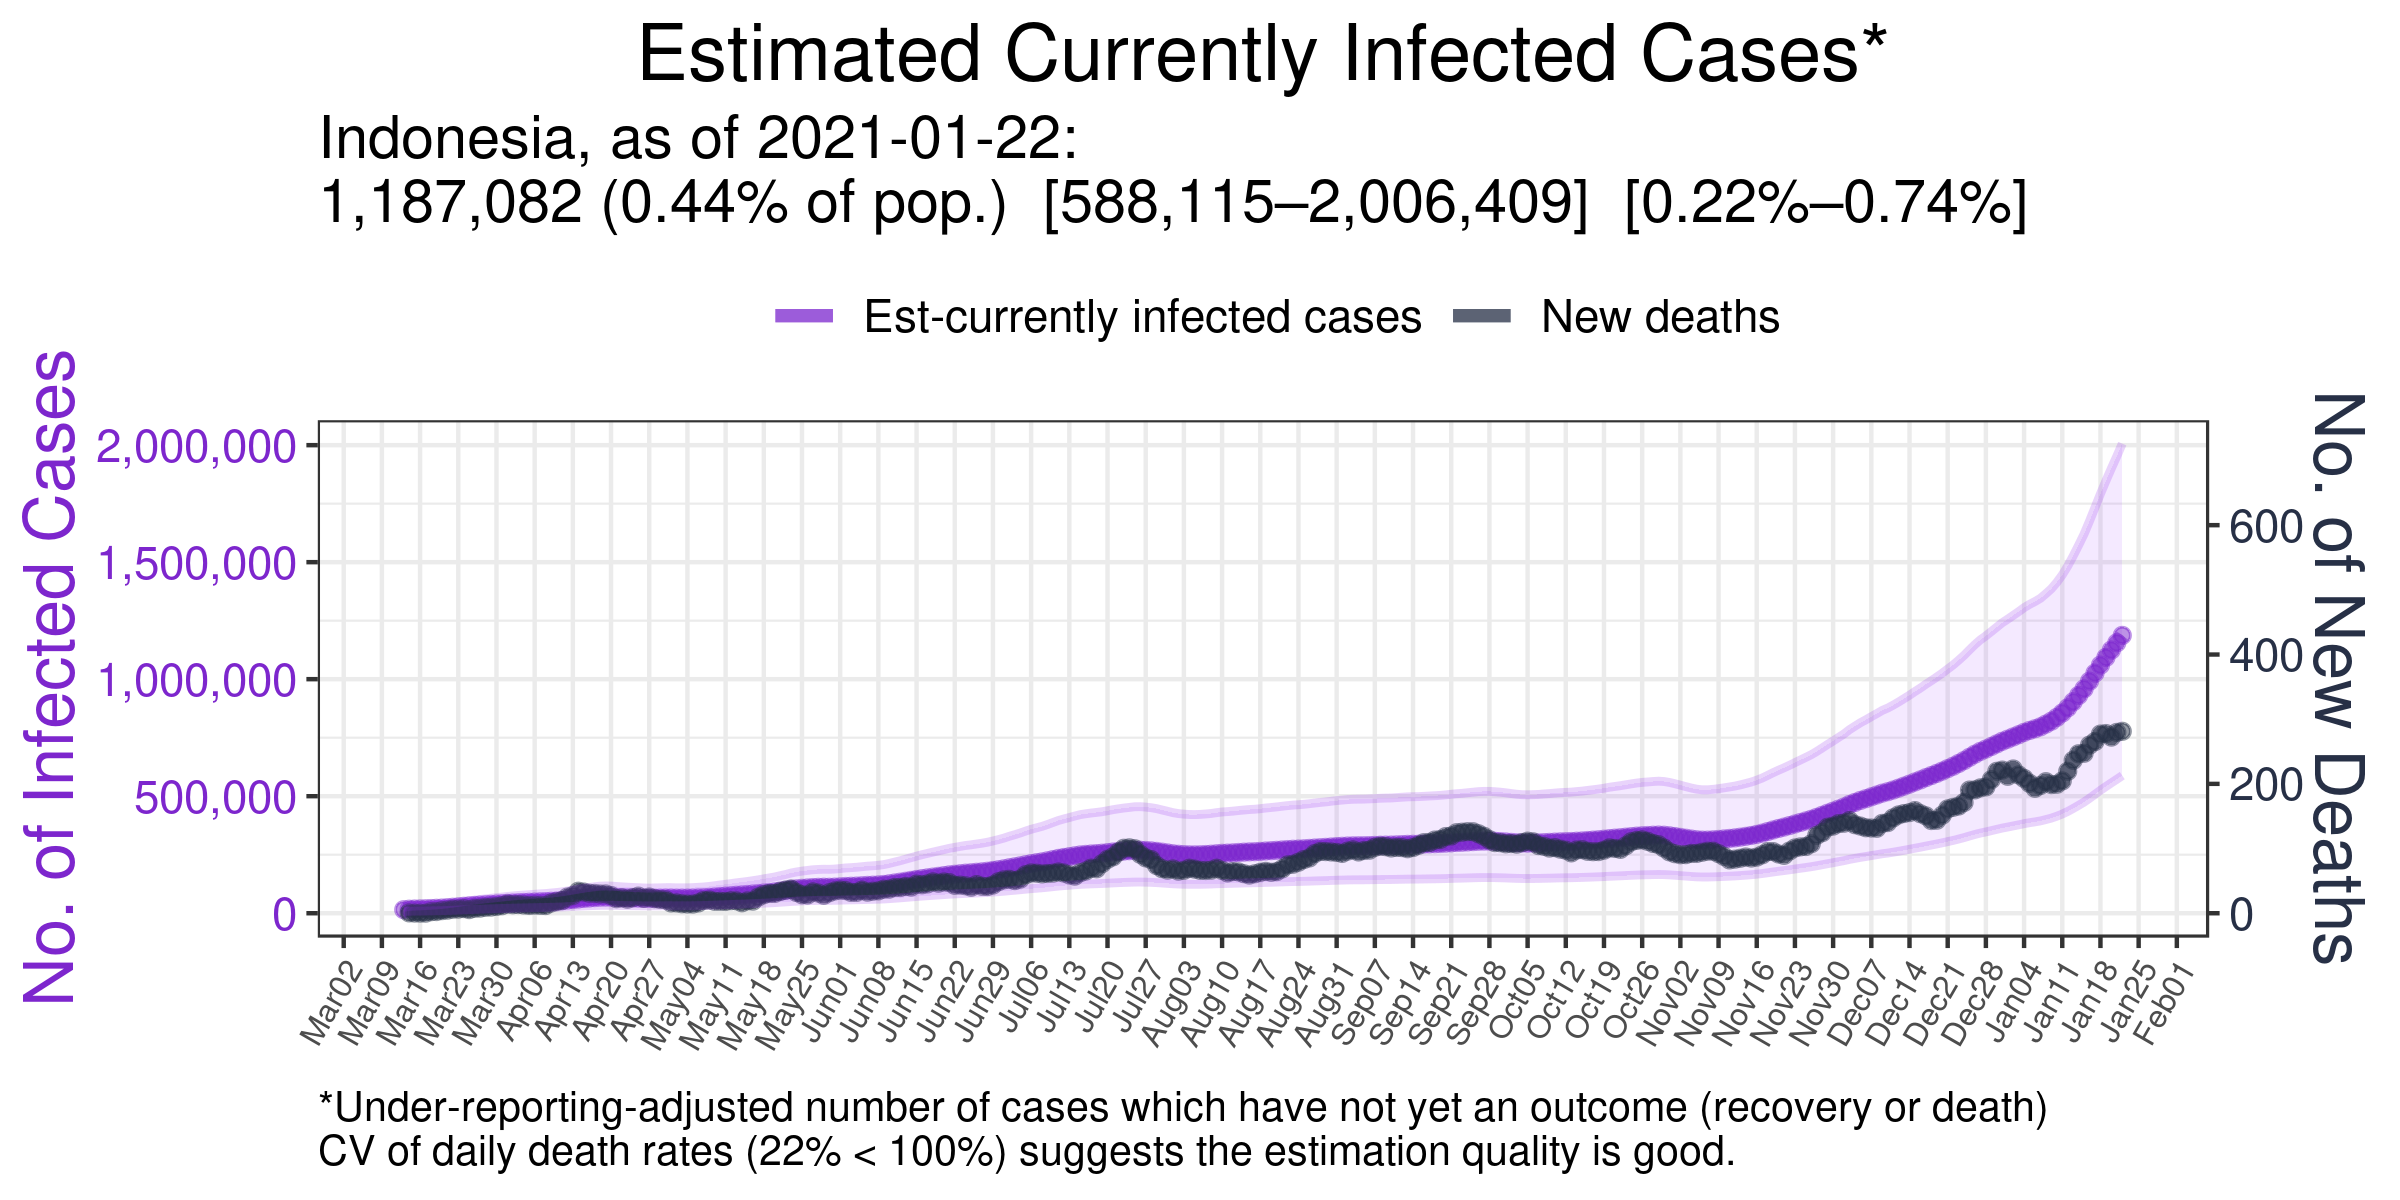 Estimated Currently Infected Cases*
Indonesia, as of 2021-01-22:
1,187,082 (0.44% of pop.)  [588,115–2,006,409]  [0.22%–0.74%]
Est-currently infected cases
New deaths
No. of Infected Cases
2,000,000
1,500,000
1,000,000
500,000
0
600
400
200
0
No. of New Deaths
Mar02
Mar09
Mar16
Mar23
Mar30
Apr06
Apr13
Apr20
Apr27
May04
May11
May18
May25
Jun01
Jun08
Jun15
Jun22
Jun29
Jul06
Jul13
Jul20
Jul27
Aug03
Aug10
Aug17
Aug24
Aug31
Sep07
Sep14
Sep21
Sep28
Oct05
Oct12
Oct19
Oct26
Nov02
Nov09
Nov16
Nov23
Nov30
Dec07
Dec14
Dec21
Dec28
Jan04
Jan11
Jan18
Jan25
Feb01
*Under-reporting-adjusted number of cases which have not yet an outcome (recovery or death)
CV of daily death rates (22% < 100%) suggests the estimation quality is good.